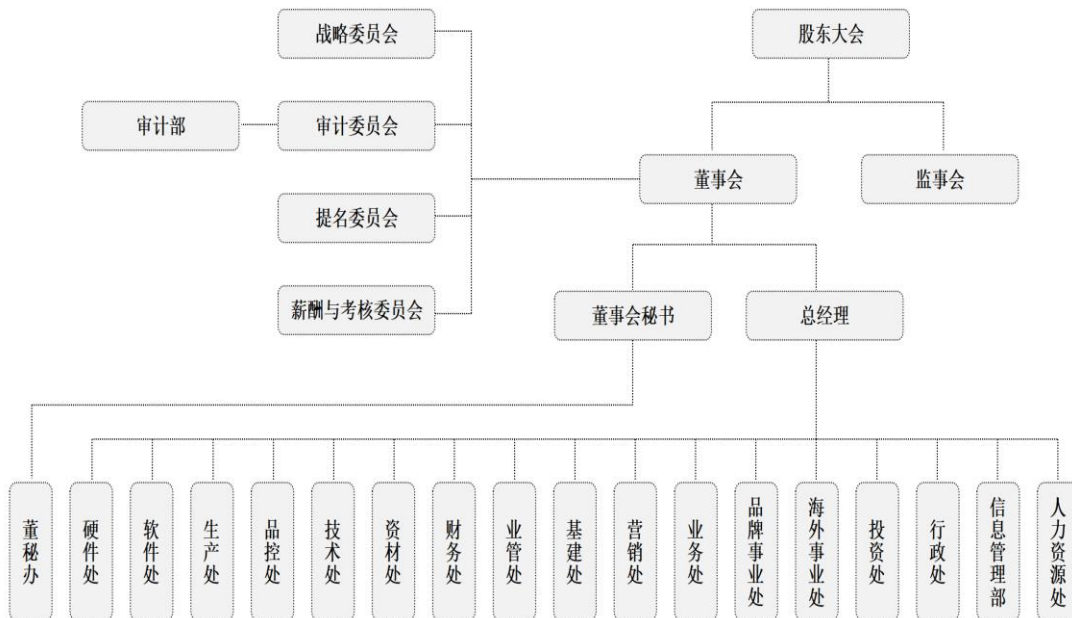 战略委员会
股东大会
审计部
审计委员会
董事会
监事会
提名委员会
薪酬与考核委员会
董事会秘书
总经理
董秘办
硬件处
软件处
生产处
品控处
技术处
资材处
财务处
业管处
基建处
营销处
业务处
品牌事业处
海外事业处
投资处
行政处
信息管理部
人力资源处